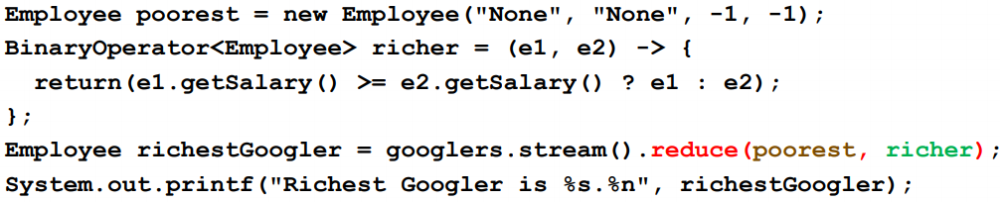 Employee poorest = new Employee("None", "None", -1, -1);
BinaryOperator<Employee> richer = (e1, e2) -> {
  return(e1.getSalary() >= e2.getSalary() ? e1 : e2);
};
Employee richestGoogler = googlers.stream().reduce(poorest, richer);
System.out.printf("Richest Googler is %s.%n", richestGoogler);